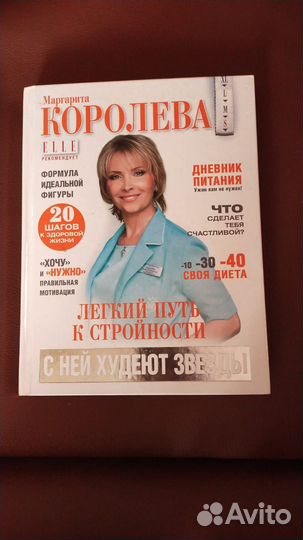 Маргарита
КОРОЛЕВА
ELLE
РЕКОМЕНДУЕТ
ФОРМУЛА
ИДЕАЛЬНОЙ
ФИГУРЫ
20
ШАГОВ
К ЗДОРОВОЙ
ЖИЗНИ
«ХОЧУ»
и «НУЖНО»
ПРАВИЛЬНАЯ
МОТИВАЦИЯ
ДНЕВНИК
ПИТАНИЯ
Ужин вам не нужен!
ЧТО
СДЕЛАЕТ
ТЕБЯ
СЧАСТЛИВОЙ?
-10 -30 -40
СВОЯ ДИЕТА
ЛЕГКИЙ ПУТЬ
К СТРОЙНОСТИ
С НЕЙ ХУДЕЮТ ЗВЕЗДЫ
Avito